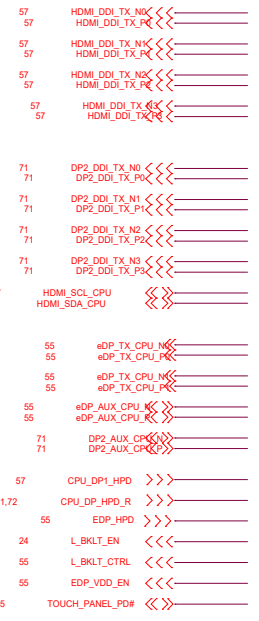 57 HDMI_DDI_TX_N0
57 HDMI_DDI_TX_P0
57 HDMI_DDI_TX_N1
57 HDMI_DDI_TX_P1
57 HDMI_DDI_TX_N2
57 HDMI_DDI_TX_P2
57 HDMI_DDI_TX_N3
57 HDMI_DDI_TX_P3
71 DP2_DDI_TX_N0
71 DP2_DDI_TX_P0
71 DP2_DDI_TX_N1
71 DP2_DDI_TX_P1
71 DP2_DDI_TX_N2
71 DP2_DDI_TX_P2
71 DP2_DDI_TX_N3
71 DP2_DDI_TX_P3
HDMI_SCL_CPU
HDMI_SDA_CPU
55 eDP_TX_CPU_N0
55 eDP_TX_CPU_P0
55 eDP_TX_CPU_N1
55 eDP_TX_CPU_P1
55 eDP_AUX_CPU_N
55 eDP_AUX_CPU_P
71 DP2_AUX_CPU_N
71 DP2_AUX_CPU_P
57 CPU_DP1_HPD
1,72 CPU_DP_HPD_R
55 EDP_HPD
24 L_BKLT_EN
55 L_BKLT_CTRL
55 EDP_VDD_EN
5 TOUCH_PANEL_PD#